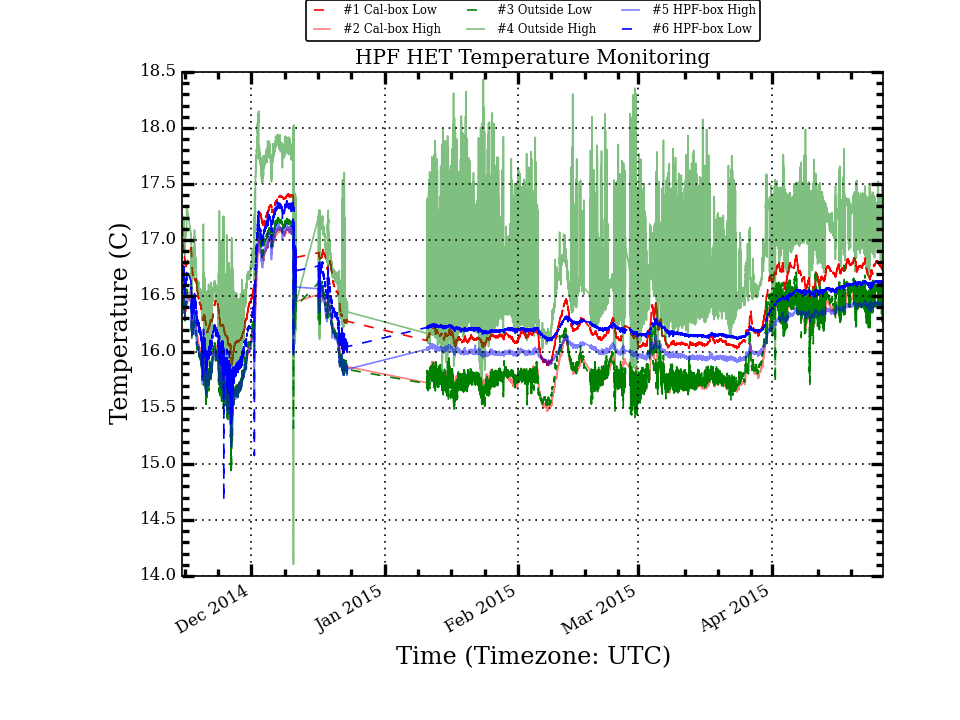 #1 Cal-box Low #3 Outside Low #5 HPF-box High
#2 Cal-box High #4 Outside High #6 HPF-box Low
HPF HET Temperature Monitoring
18.5
18.0
17.5
17.0
16.5
16.0
15.5
15.0
14.5
14.0
Temperature (C)
Dec 2014 Jan 2015 Feb 2015 Mar 2015 Apr 2015
Time (Timezone: UTC)